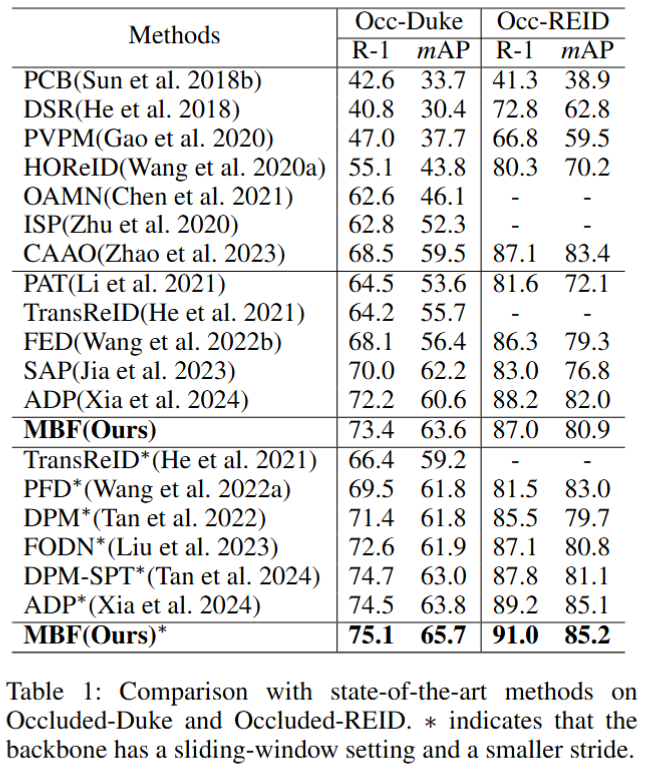 Methods Occ-Duke Occ-REID
R-1 mAP R-1 mAP
PCB(Sun et al. 2018b) 42.6 33.7 41.3 38.9
DSR(He et al. 2018) 40.8 30.4 72.8 62.8
PVPM(Gao et al. 2020) 47.0 37.7 66.8 59.5
HOReID(Wang et al. 2020a) 55.1 43.8 80.3 70.2
OAMN(Chen et al. 2021) 62.6 46.1 - -
ISP(Zhu et al. 2020) 62.8 52.3 - -
CAAO(Zhao et al. 2023) 68.5 59.5 87.1 83.4
PAT(Li et al. 2021) 64.5 53.6 81.6 72.1
TransReID(He et al. 2021) 64.2 55.7 - -
FED(Wang et al. 2022b) 68.1 56.4 86.3 79.3
SAP(Jia et al. 2023) 70.0 62.2 83.0 76.8
ADP(Xia et al. 2024) 72.2 60.6 88.2 82.0
MBF(Ours) 73.4 63.6 87.0 80.9
TransReID*(He et al. 2021) 66.4 59.2 - -
PFD*(Wang et al. 2022a) 69.5 61.8 81.5 83.0
DPM*(Tan et al. 2022) 71.4 61.8 85.5 79.7
FODN*(Liu et al. 2023) 72.6 61.9 87.1 80.8
DPM-SPT*(Tan et al. 2024) 74.7 63.0 87.8 81.1
ADP*(Xia et al. 2024) 74.5 63.8 89.2 85.1
MBF(Ours)* 75.1 65.7 91.0 85.2
Table 1: Comparison with state-of-the-art methods on
Occluded-Duke and Occluded-REID. * indicates that the
backbone has a sliding-window setting and a smaller stride.